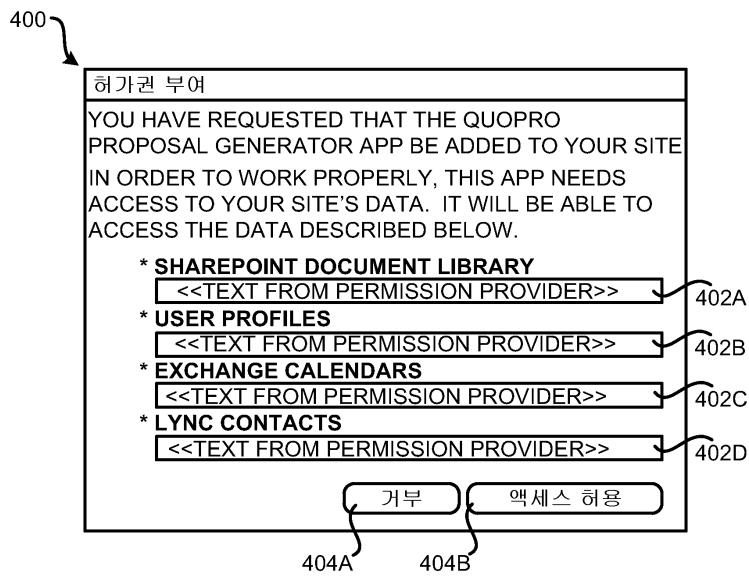 400
허가권 부여
YOU HAVE REQUESTED THAT THE QUOPRO
PROPOSAL GENERATOR APP BE ADDED TO YOUR SITE
IN ORDER TO WORK PROPERLY, THIS APP NEEDS
ACCESS TO YOUR SITE'S DATA. IT WILL BE ABLE TO
ACCESS THE DATA DESCRIBED BELOW.
* SHAREPOINT DOCUMENT LIBRARY
<<TEXT FROM PERMISSION PROVIDER>> 402A
* USER PROFILES
<<TEXT FROM PERMISSION PROVIDER>> 402B
* EXCHANGE CALENDARS
<<TEXT FROM PERMISSION PROVIDER>> 402C
* LYNC CONTACTS
<<TEXT FROM PERMISSION PROVIDER>> 402D
거부 액세스 허용
404A 404B